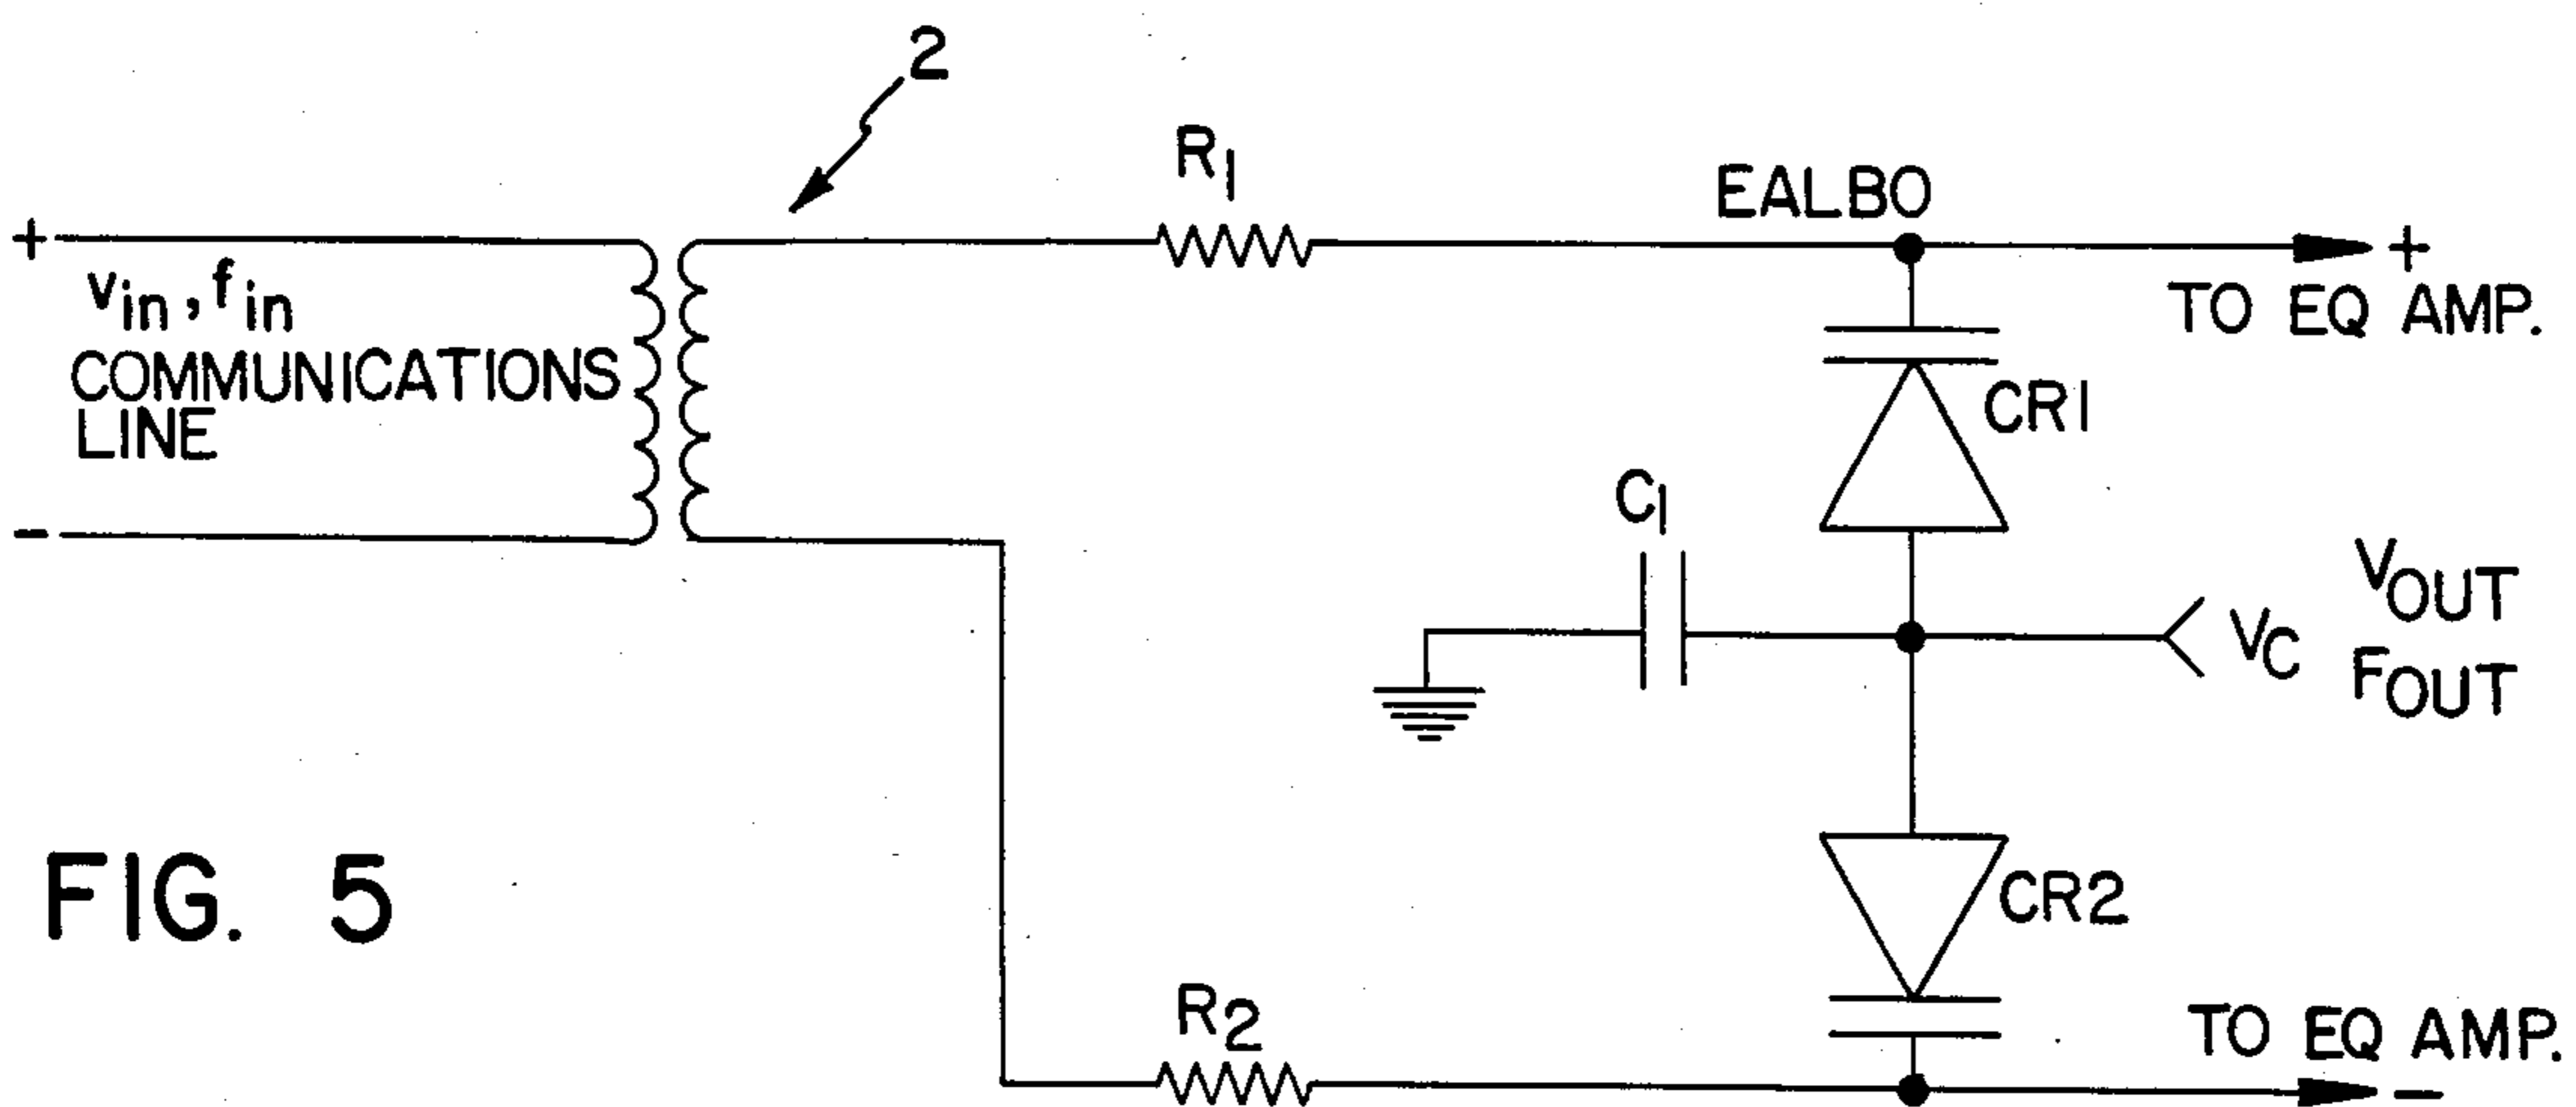 2
R1
EALBO
+
+
vin, fin
TO EQ AMP.
COMMUNICATIONS
LINE
CR1
C1
-
VOUT
VC
FOUT
FIG. 5
CR2
R2
TO EQ AMP.
-